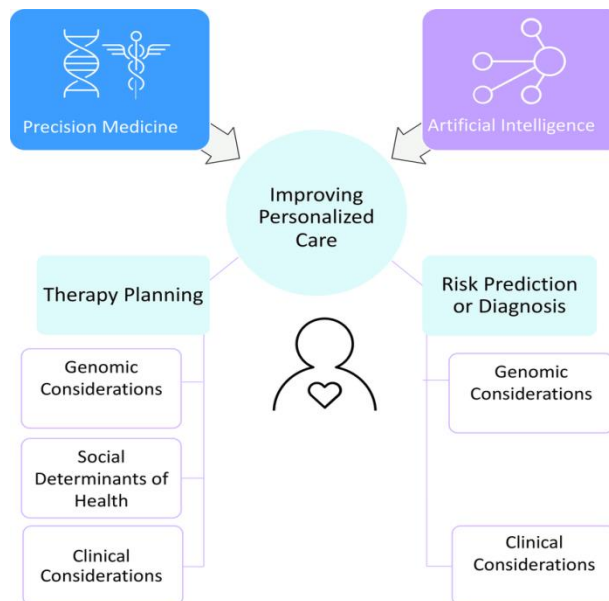 Precision Medicine
Artificial Intelligence
Improving
Personalized
Care
Therapy Planning
Risk Prediction
or Diagnosis
Genomic
Considerations
Social
Determinants of
Health
Clinical
Considerations
Genomic
Considerations
Clinical
Considerations